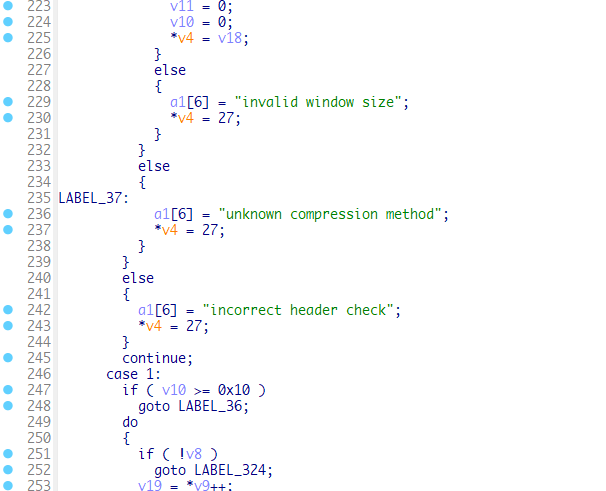 223 v11 = 0;
224 v10 = 0;
225 *v4 = v18;
226 }
227 else
228 {
229 a1[6] = "invalid window size";
230 *v4 = 27;
231 }
232 }
233 else
234 {
235 LABEL_37:
236 a1[6] = "unknown compression method";
237 *v4 = 27;
238 }
239 }
240 else
241 {
242 a1[6] = "incorrect header check";
243 *v4 = 27;
244 }
245 continue;
246 case 1:
247 if ( v10 >= 0x10 )
248 goto LABEL_36;
249 do
250 {
251 if ( !v8 )
252 goto LABEL_324;
253 v19 = *v9++;